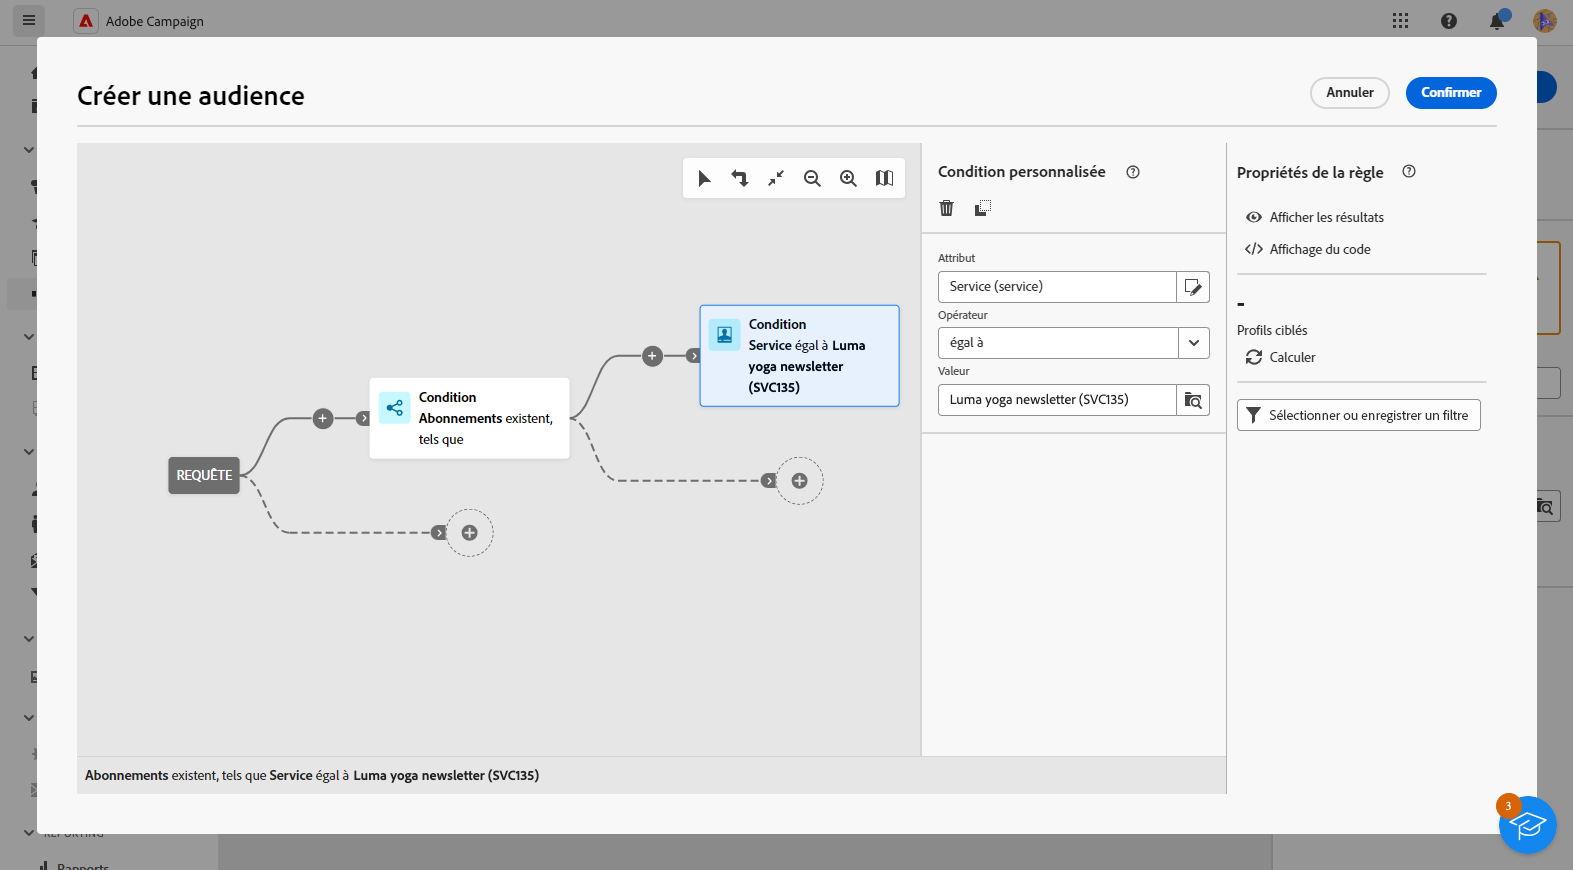 Adobe Campaign
Créer une audience
Annuler
Confirmer
Condition personnalisée
Propriétés de la règle
Afficher les résultats
Affichage du code
Attribut
Service (service)
Opérateur
égal à
Valeur
Luma yoga newsletter (SVC135)
-
Profils ciblés
Calculer
Sélectionner ou enregistrer un filtre
Condition
Service égal à Luma
yoga newsletter
(SVC135)
Condition
Abonnements existent,
tels que
REQUÊTE
Abonnements existent, tels que Service égal à Luma yoga newsletter (SVC135)
3
REPORTING
Rapports